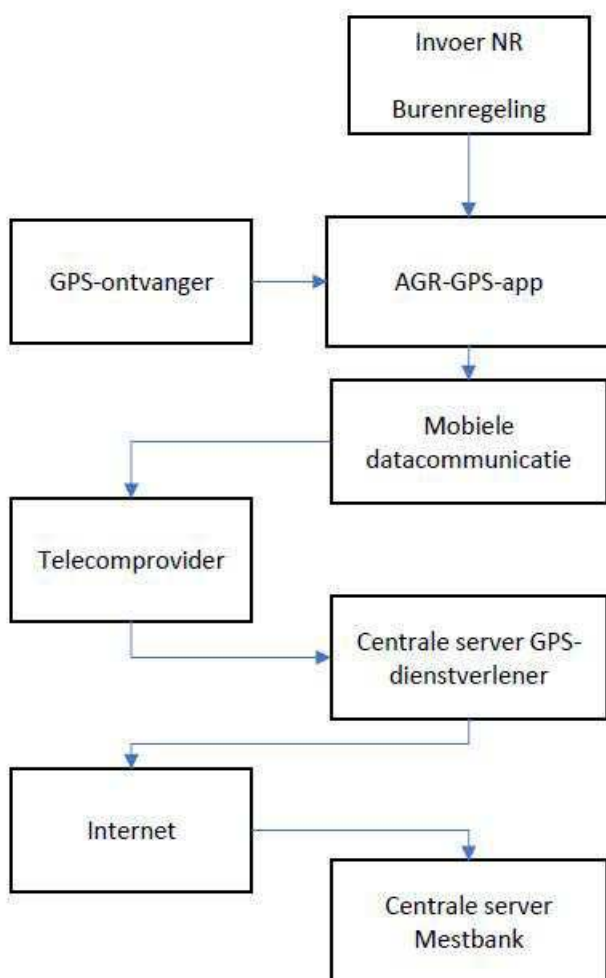 Invoer NR
Burenregeling
GPS-ontvanger
AGR-GPS-app
Mobiele
datacommunicatie
Telecomprovider
Centrale server GPS-
dienstverlener
Internet
Centrale server
Mestbank